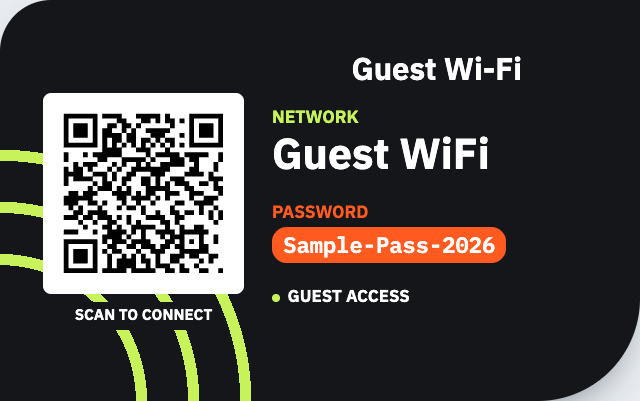 Guest Wi-Fi
NETWORK
Guest WiFi
PASSWORD
Sample-Pass-2026
GUEST ACCESS
SCAN TO CONNECT